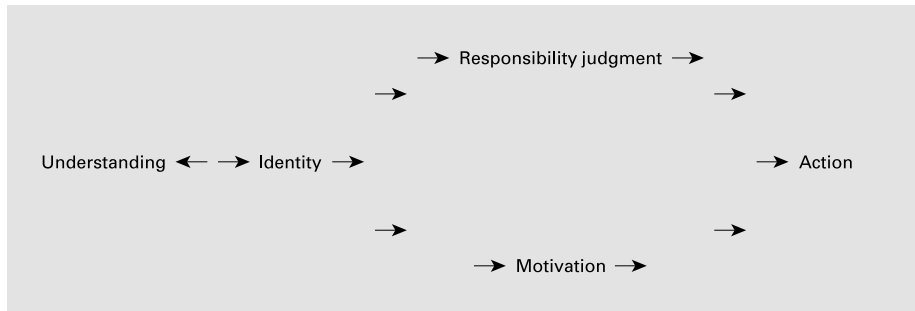 Responsibility judgment
Understanding
Identity
Action
Motivation